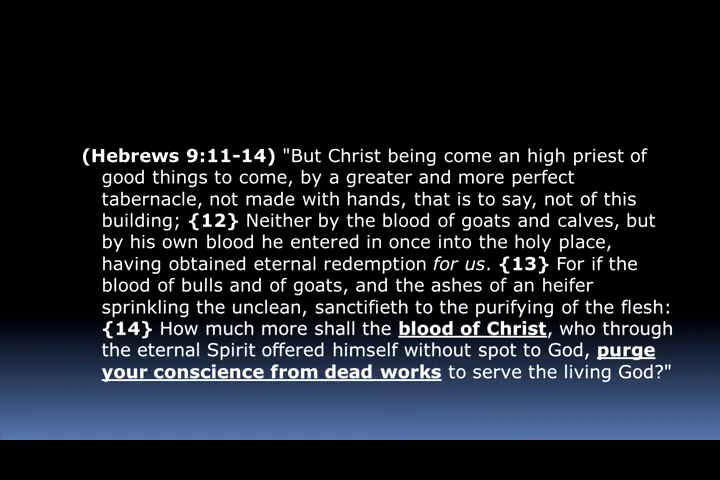 (Hebrews 9:11-14) "But Christ being come an high priest of
good things to come, by a greater and more perfect
tabernacle, not made with hands, that is to say, not of this
building; {12} Neither by the blood of goats and calves, but
by his own blood he entered in once into the holy place,
having obtained eternal redemption for us. {13} For if the
blood of bulls and of goats, and the ashes of an heifer
sprinkling the unclean, sanctifieth to the purifying of the flesh:
{14} How much more shall the blood of Christ, who through
the eternal Spirit offered himself without spot to God, purge
your conscience from dead works to serve the living God?"